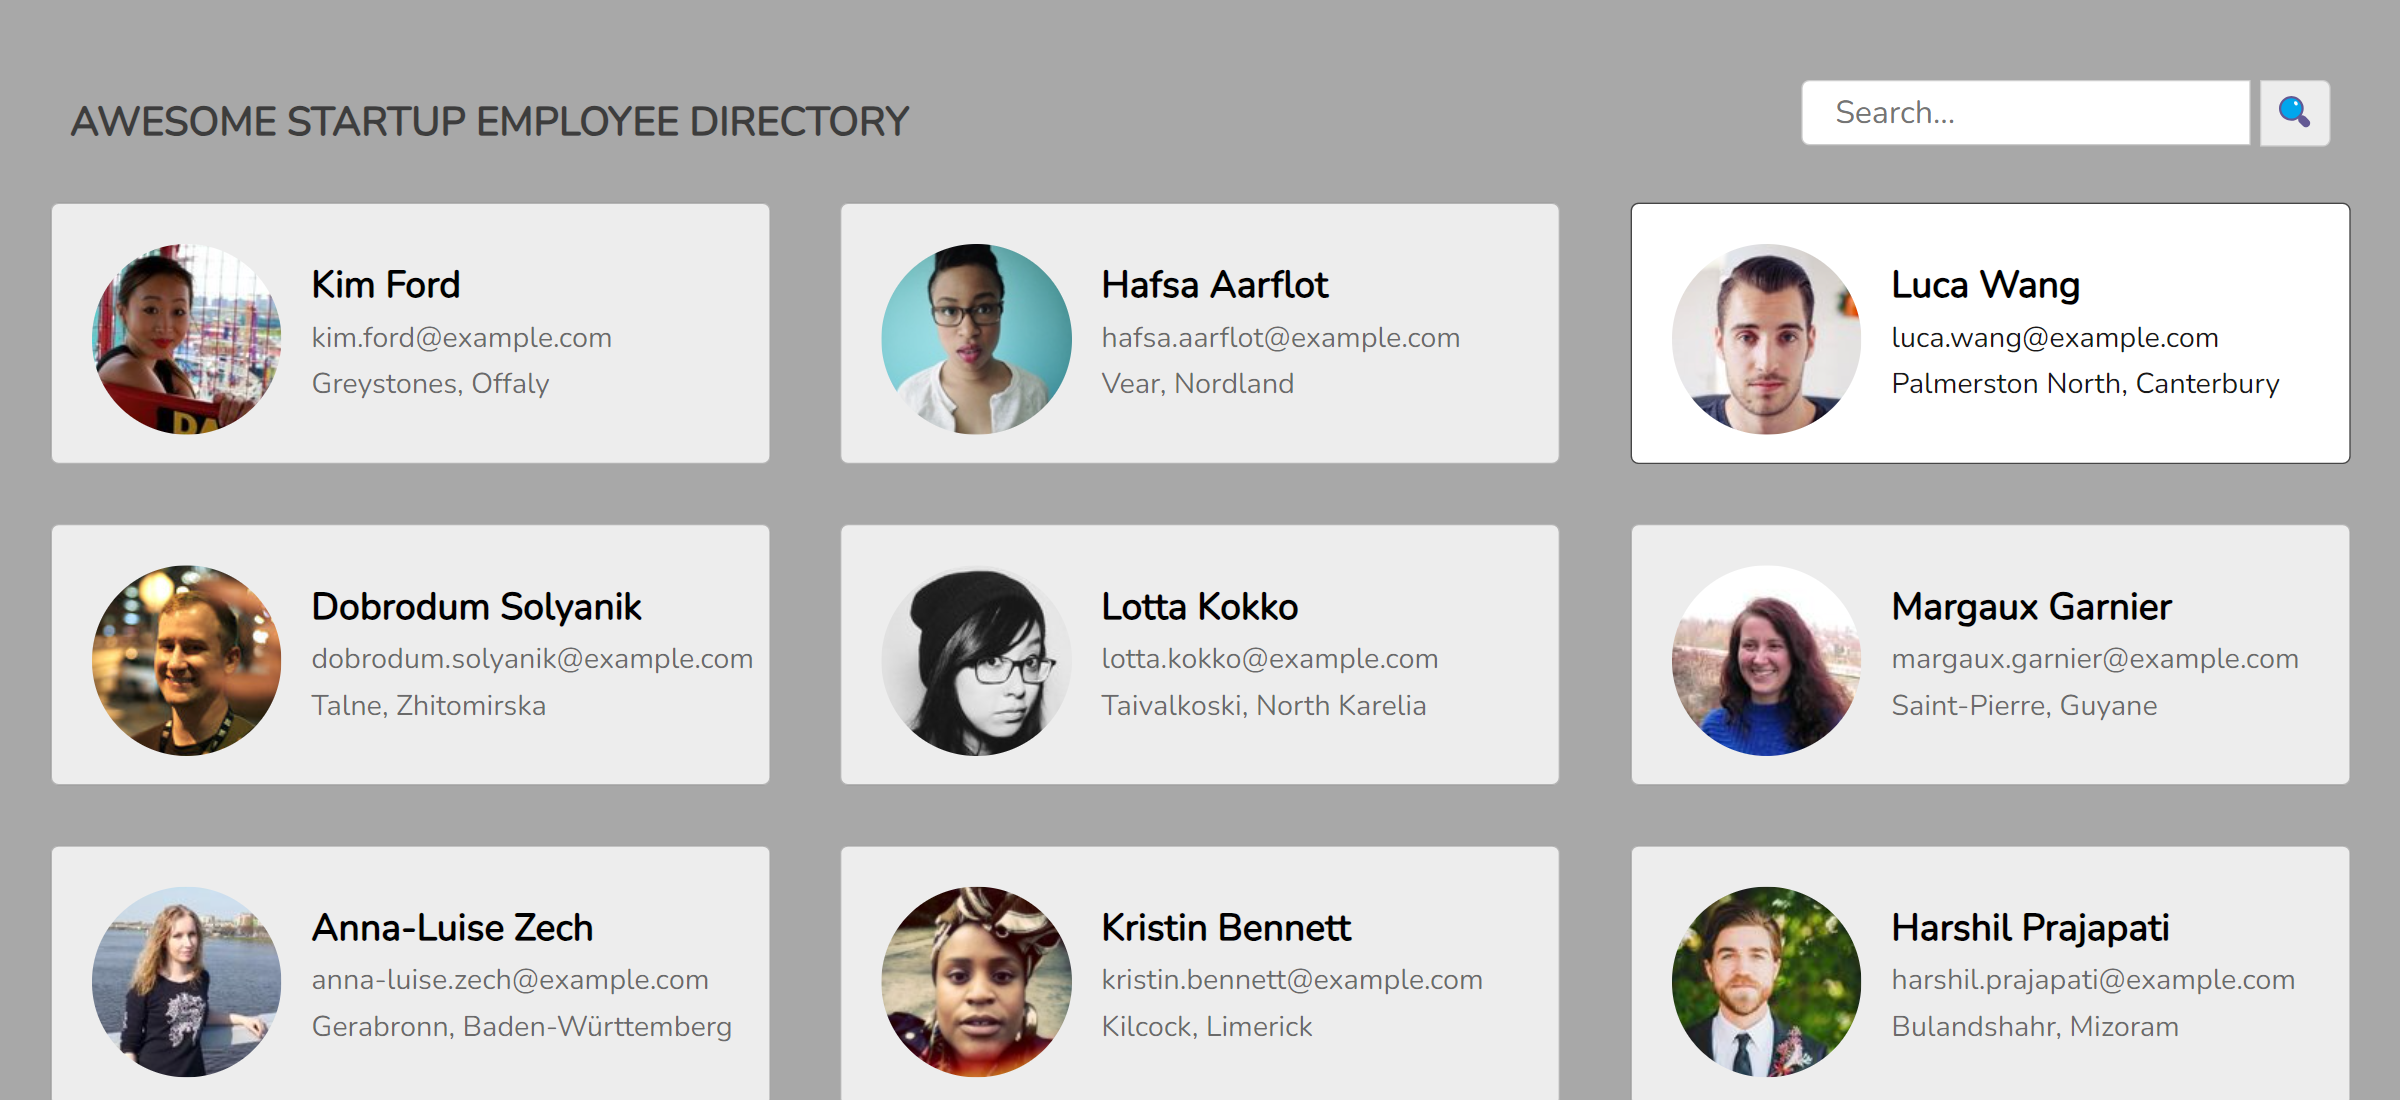 AWESOME STARTUP EMPLOYEE DIRECTORY
Search...
Kim Ford
kim.ford@example.com
Greystones, Offaly
Hafsa Aarflot
hafsa.aarflot@example.com
Vear, Nordland
Luca Wang
luca.wang@example.com
Palmerston North, Canterbury
Dobrodum Solyanik
dobrodum.solyanik@example.com
Talne, Zhitomirska
Lotta Kokko
lotta.kokko@example.com
Taivalkoski, North Karelia
Margaux Garnier
margaux.garnier@example.com
Saint-Pierre, Guyane
Anna-Luise Zech
anna-luise.zech@example.com
Gerabronn, Baden-Württemberg
Kristin Bennett
kristin.bennett@example.com
Kilcock, Limerick
Harshil Prajapati
harshil.prajapati@example.com
Bulandshahr, Mizoram